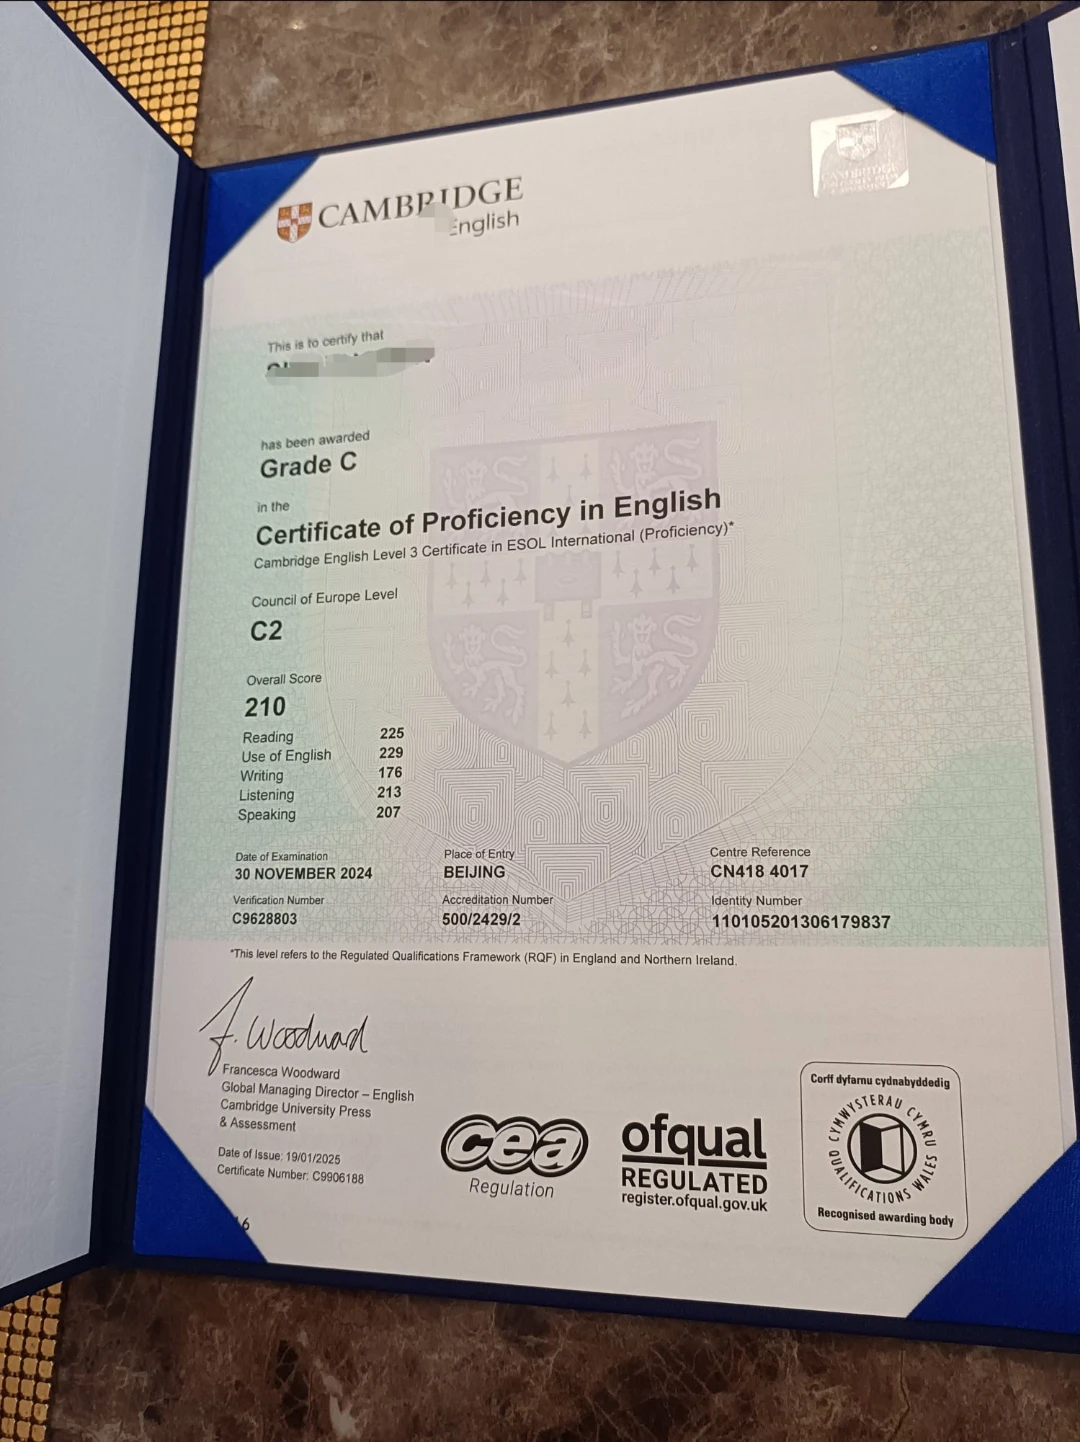 CAMBRIDGE
English
This is to certify that
has been awarded
Grade C
in the
Certificate of Proficiency in English
Cambridge English Level 3 Certificate in ESOL International (Proficiency)*
Council of Europe Level
C2
Overall Score
210
Reading 225
Use of English 229
Writing 176
Listening 213
Speaking 207
Date of Examination Place of Entry Centre Reference
30 NOVEMBER 2024 BEIJING CN418 4017
Verification Number Accreditation Number Identity Number
C9628803 500/2429/2 110105201306179837
*This level refers to the Regulated Qualifications Framework (RQF) in England and Northern Ireland.
F. Woodward
Francesca Woodward
Global Managing Director – English
Cambridge University Press
& Assessment
Date of Issue: 19/01/2025
Certificate Number: C9906188
cea
Regulation
ofqual
REGULATED
register.ofqual.gov.uk
Corff dyfarnu cydnabyddedig
CYMWYSTERAU CYMRU
QUALIFICATIONS WALES
Recognised awarding body